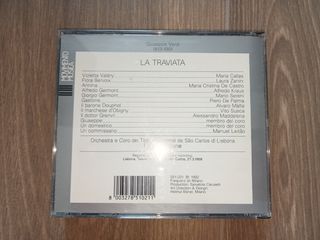 Giuseppe Verdi
1813-1901
LA TRAVIATA
Violetta Valéry Maria Callas
Flora Bervoix Laura Zanini
Annina Maria Cristina De Castro
Alfredo Germont Alfredo Kraus
Giorgio Germont Mario Sereni
Gastone Piero De Palma
Il barone Douphol Alvaro Malta
Il marchese d'Obigny Vito Susca
Il dottor Grenvil Alessandro Maddalena
Giuseppe membro del coro
Un domestico membro del coro
Un commissario Manuel Leitão
Orchestra e Coro del de São Carlos di Lisbona
Lisbona, 27.3.1958
MOVIMENTO MUSICA
8 003278 510211